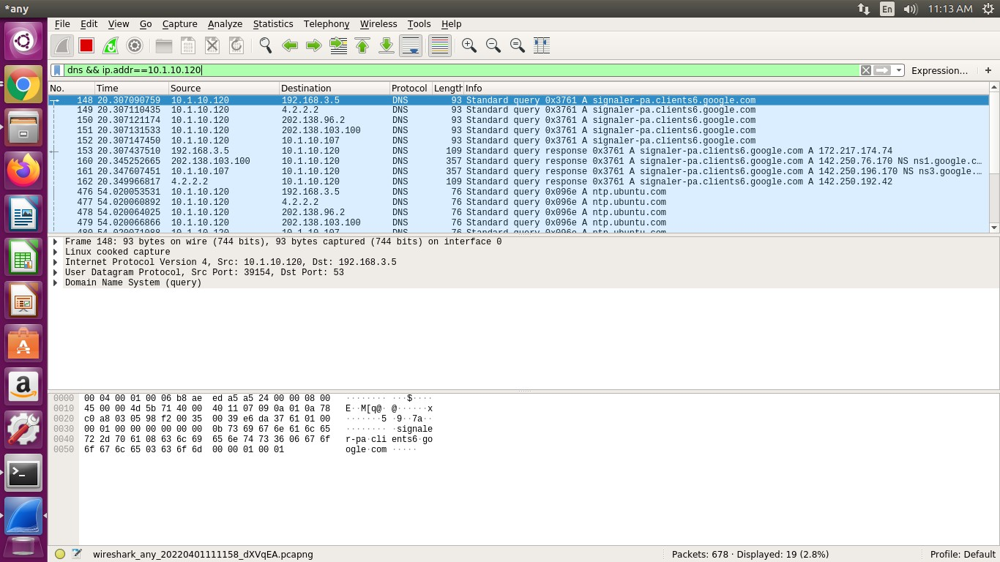 *any
En
11:13 AM
File Edit View Go Capture Analyze Statistics Telephony Wireless Tools Help
dns && ip.addr==10.1.10.120
Expression… +
No. Time Source Destination Protocol Length Info
148 20.307090759 10.1.10.120 192.168.3.5 DNS 93 Standard query 0x3761 A signaler-pa.clients6.google.com
149 20.307110435 10.1.10.120 4.2.2.2 DNS 93 Standard query 0x3761 A signaler-pa.clients6.google.com
150 20.307121174 10.1.10.120 202.138.96.2 DNS 93 Standard query 0x3761 A signaler-pa.clients6.google.com
151 20.307131533 10.1.10.120 202.138.103.100 DNS 93 Standard query 0x3761 A signaler-pa.clients6.google.com
152 20.307147450 10.1.10.120 10.1.10.107 DNS 93 Standard query 0x3761 A signaler-pa.clients6.google.com
153 20.307437510 192.168.3.5 10.1.10.120 DNS 109 Standard query response 0x3761 A signaler-pa.clients6.google.com A 172.217.174.74
160 20.345252665 202.138.103.100 10.1.10.120 DNS 357 Standard query response 0x3761 A signaler-pa.clients6.google.com A 142.250.76.170 NS ns1.google.c…
161 20.347607451 10.1.10.107 10.1.10.120 DNS 357 Standard query response 0x3761 A signaler-pa.clients6.google.com A 142.250.196.170 NS ns3.google.…
162 20.349966817 4.2.2.2 10.1.10.120 DNS 109 Standard query response 0x3761 A signaler-pa.clients6.google.com A 142.250.192.42
476 54.020053531 10.1.10.120 192.168.3.5 DNS 76 Standard query 0x096e A ntp.ubuntu.com
477 54.020060892 10.1.10.120 4.2.2.2 DNS 76 Standard query 0x096e A ntp.ubuntu.com
478 54.020064025 10.1.10.120 202.138.96.2 DNS 76 Standard query 0x096e A ntp.ubuntu.com
479 54.020066866 10.1.10.120 202.138.103.100 DNS 76 Standard query 0x096e A ntp.ubuntu.com
480 54.020071088 10.1.10.120 10.1.10.107 DNS 76 Standard query 0x096e A ntp.ubuntu.com
Frame 148: 93 bytes on wire (744 bits), 93 bytes captured (744 bits) on interface 0
Linux cooked capture
Internet Protocol Version 4, Src: 10.1.10.120, Dst: 192.168.3.5
User Datagram Protocol, Src Port: 39154, Dst Port: 53
Domain Name System (query)
0000 00 04 00 01 00 06 b8 ae ed a5 a5 24 00 00 08 00 ········ ···$····
0010 45 00 00 4d 5b 71 40 00 40 11 07 09 0a 01 0a 78 E··M[q@· @······x
0020 c0 a8 03 05 98 f2 00 35 00 39 e6 da 37 61 01 00 ·······5 ·9··7a··
0030 00 01 00 00 00 00 00 00 0b 73 69 67 6e 61 6c 65 ········ ·signale
0040 72 2d 70 61 08 63 6c 69 65 6e 74 73 36 06 67 6f r-pa·cli ents6·go
0050 6f 67 6c 65 03 63 6f 6d 00 00 01 00 01 ogle·com ·····
wireshark_any_20220401111158_dXVqEA.pcapng
Packets: 678 · Displayed: 19 (2.8%)
Profile: Default